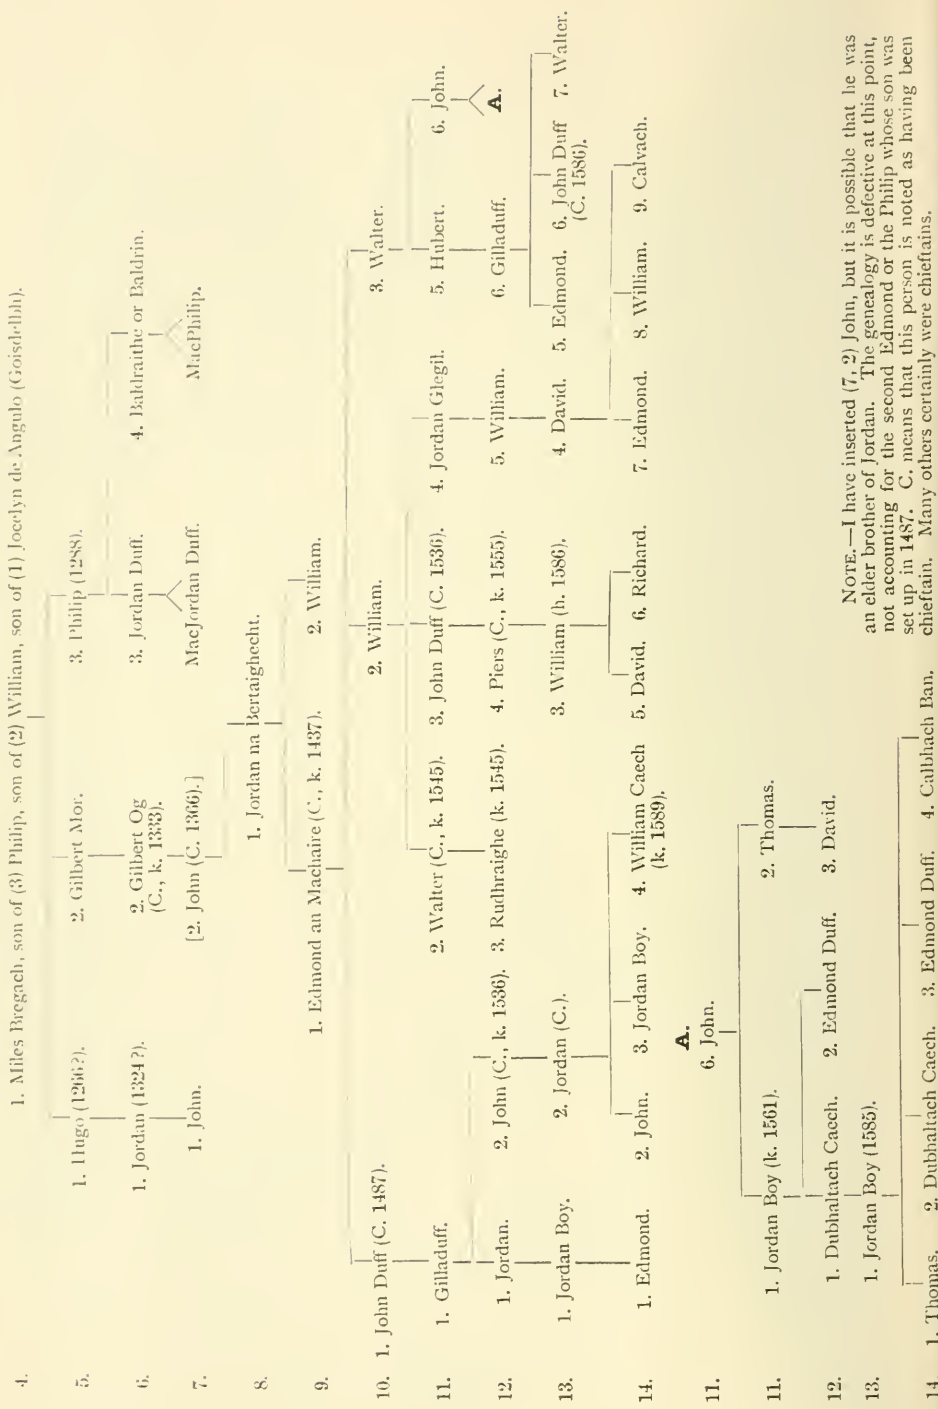 4. 1. Miles Bregach, son of (3) Philip, son of (2) William, son of (1) Jocelyn de Angulo (Goisdelbh).
5. 1. Hugo (1266?). 2. Gilbert Mor. 3. Philip (1288).
6. 1. Jordan (1324?). 2. Gilbert Og (C., k. 1333). 3. Jordan Duff. 4. Baldraithe or Baldrin.
7. 1. John. [2. John (C. 1366).] MacJordan Duff. MacPhilip.
8. 1. Jordan na Bertaighecht.
9. 1. Edmond an Machaire (C., k. 1437). 2. William.
10. 1. John Duff (C. 1487). 2. William. 3. Walter.
11. 1. Gilladuff. 2. Walter (C., k. 1545). 3. John Duff (C. 1536). 4. Jordan Glegil. 5. Hubert. 6. John.
A.
12. 1. Jordan. 2. John (C., k. 1536). 3. Rudhraighe (k. 1545). 4. Piers (C., k. 1555). 5. William. 6. Gilladuff.
13. 1. Jordan Boy. 2. Jordan (C.). 3. William (h. 1586). 4. David. 5. Edmond. 6. John Duff (C. 1586). 7. Walter.
14. 1. Edmond. 2. John. 3. Jordan Boy. 4. William Caech (k. 1589). 5. David. 6. Richard. 7. Edmond. 8. William. 9. Calvach.
A.
11. 6. John.
11. 1. Jordan Boy (k. 1561). 2. Thomas.
12. 1. Dubhaltach Caech. 2. Edmond Duff. 3. David.
13. 1. Jordan Boy (1585).
14. 1. Thomas. 2. Dubhaltach Caech. 3. Edmond Duff. 4. Calbhach Ban.
NOTE.—I have inserted (7, 2) John, but it is possible that he was
an elder brother of Jordan. The genealogy is defective at this point,
not accounting for the second Edmond or the Philip whose son was
set up in 1487. C. means that this person is noted as having been
chieftain. Many others certainly were chieftains.